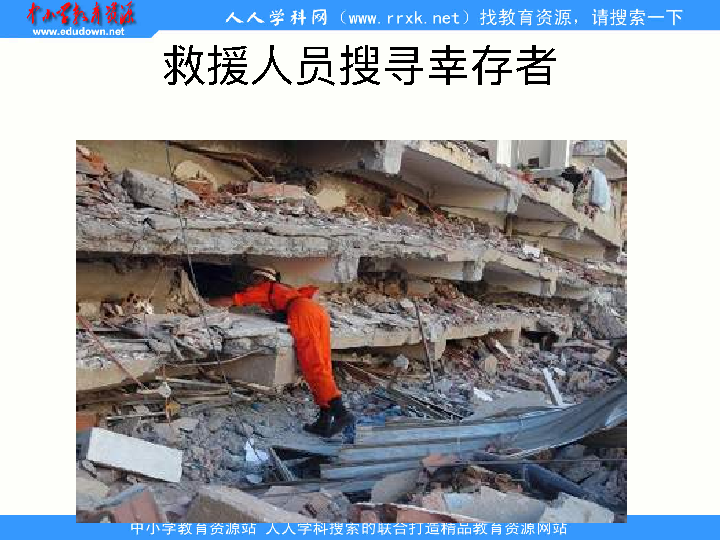 中小学教育资源
www.edudown.net
人人学科网（www.rrxk.net）找教育资源，请搜索一下
救援人员搜寻幸存者
中小学教育资源站 人人学科搜索的联合打造精品教育资源网站